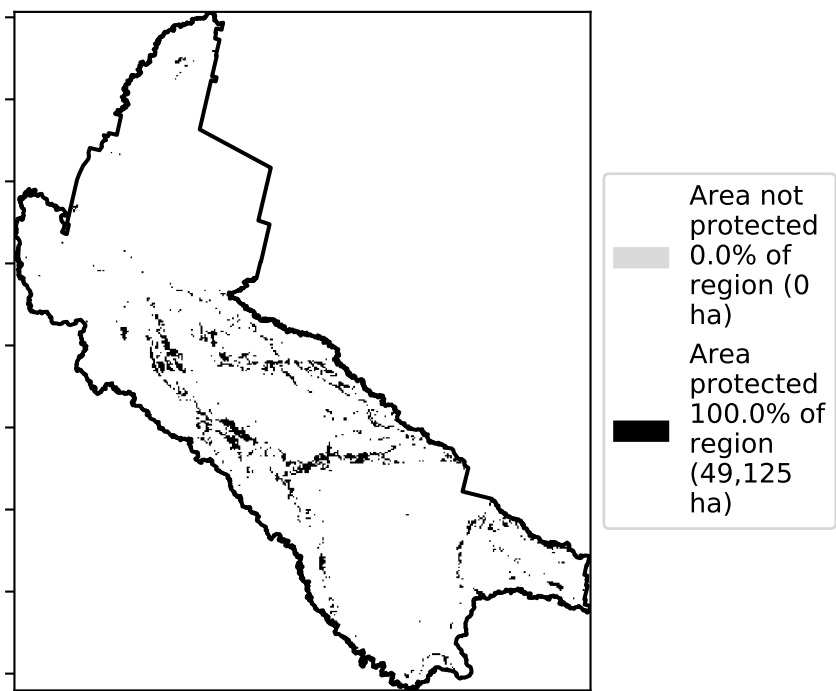 Area not
protected
0.0% of
region (0
ha)
Area
protected
100.0% of
region
(49,125
ha)